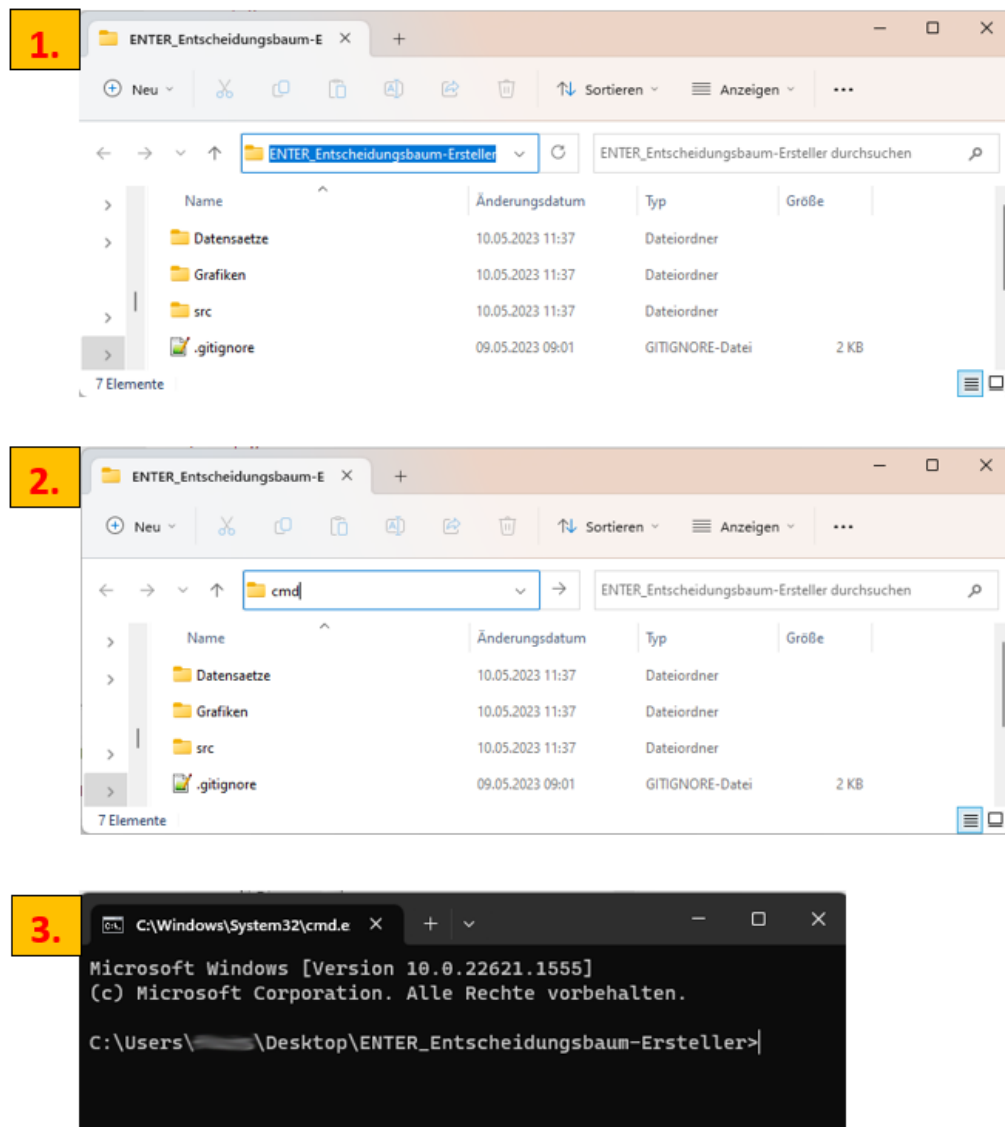 1.
ENTER_Entscheidungsbaum-E
Neu Sortieren Anzeigen
ENTER_Entscheidungsbaum-Ersteller ENTER_Entscheidungsbaum-Ersteller durchsuchen
Name Änderungsdatum Typ Größe
Datensaetze 10.05.2023 11:37 Dateiordner
Grafiken 10.05.2023 11:37 Dateiordner
src 10.05.2023 11:37 Dateiordner
.gitignore 09.05.2023 09:01 GITIGNORE-Datei 2 KB
7 Elemente
2.
ENTER_Entscheidungsbaum-E
Neu Sortieren Anzeigen
cmd ENTER_Entscheidungsbaum-Ersteller durchsuchen
Name Änderungsdatum Typ Größe
Datensaetze 10.05.2023 11:37 Dateiordner
Grafiken 10.05.2023 11:37 Dateiordner
src 10.05.2023 11:37 Dateiordner
.gitignore 09.05.2023 09:01 GITIGNORE-Datei 2 KB
7 Elemente
3.
C:\Windows\System32\cmd.e
Microsoft Windows [Version 10.0.22621.1555]
(c) Microsoft Corporation. Alle Rechte vorbehalten.
C:\Users\ \Desktop\ENTER_Entscheidungsbaum-Ersteller>